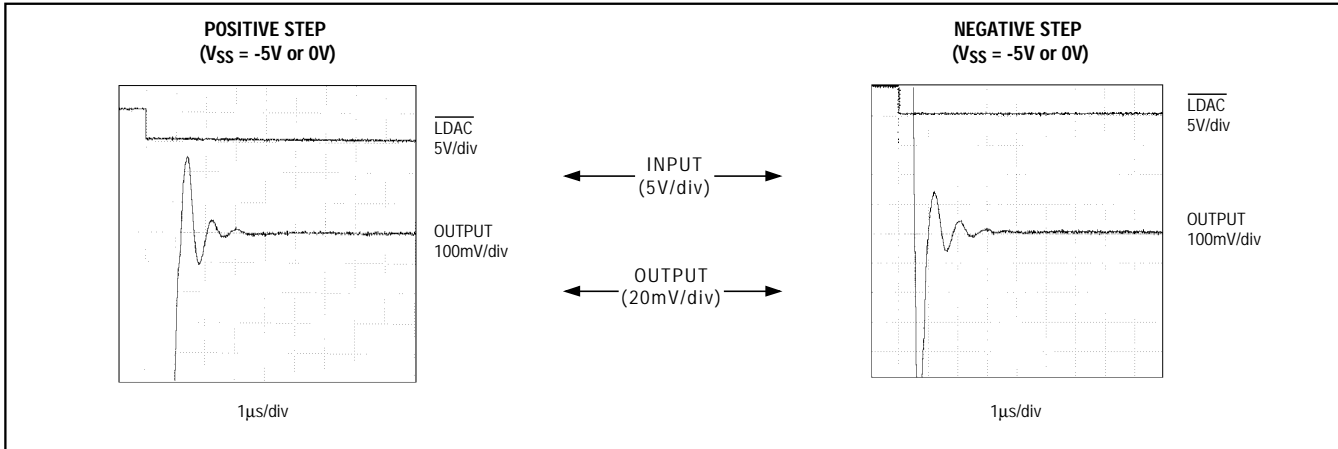 POSITIVE STEP
(VSS = -5V or 0V)
LDAC
5V/div
OUTPUT
100mV/div
1µs/div
INPUT
(5V/div)
OUTPUT
(20mV/div)
NEGATIVE STEP
(VSS = -5V or 0V)
LDAC
5V/div
OUTPUT
100mV/div
1µs/div